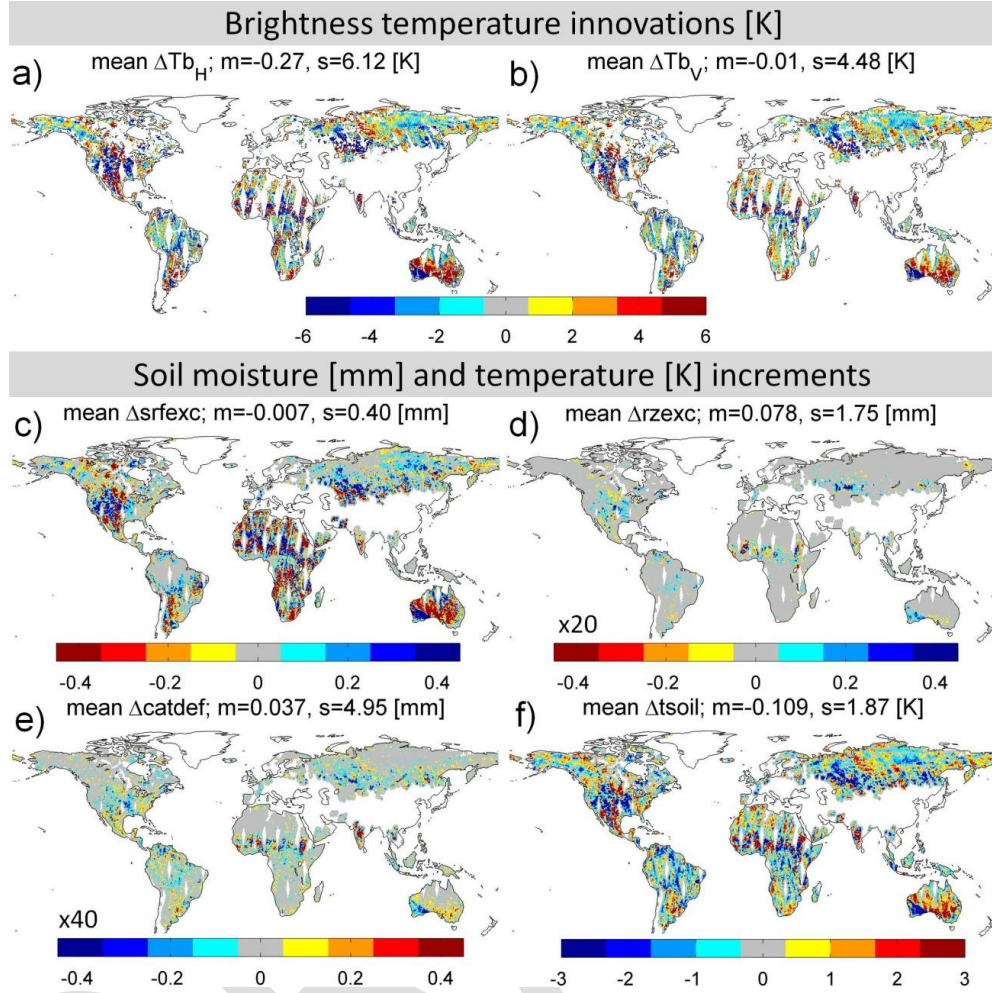 Brightness temperature innovations [K]
a)
mean ΔTb_H; m=-0.27, s=6.12 [K]
b)
mean ΔTb_V; m=-0.01, s=4.48 [K]
-6 -4 -2 0 2 4 6
Soil moisture [mm] and temperature [K] increments
c)
mean Δsrfexc; m=-0.007, s=0.40 [mm]
d)
mean Δrzexc; m=0.078, s=1.75 [mm]
x20
-0.4 -0.2 0 0.2 0.4
-0.4 -0.2 0 0.2 0.4
e)
mean Δcatdef; m=0.037, s=4.95 [mm]
f)
mean Δtsoil; m=-0.109, s=1.87 [K]
x40
-0.4 -0.2 0 0.2 0.4
-3 -2 -1 0 1 2 3